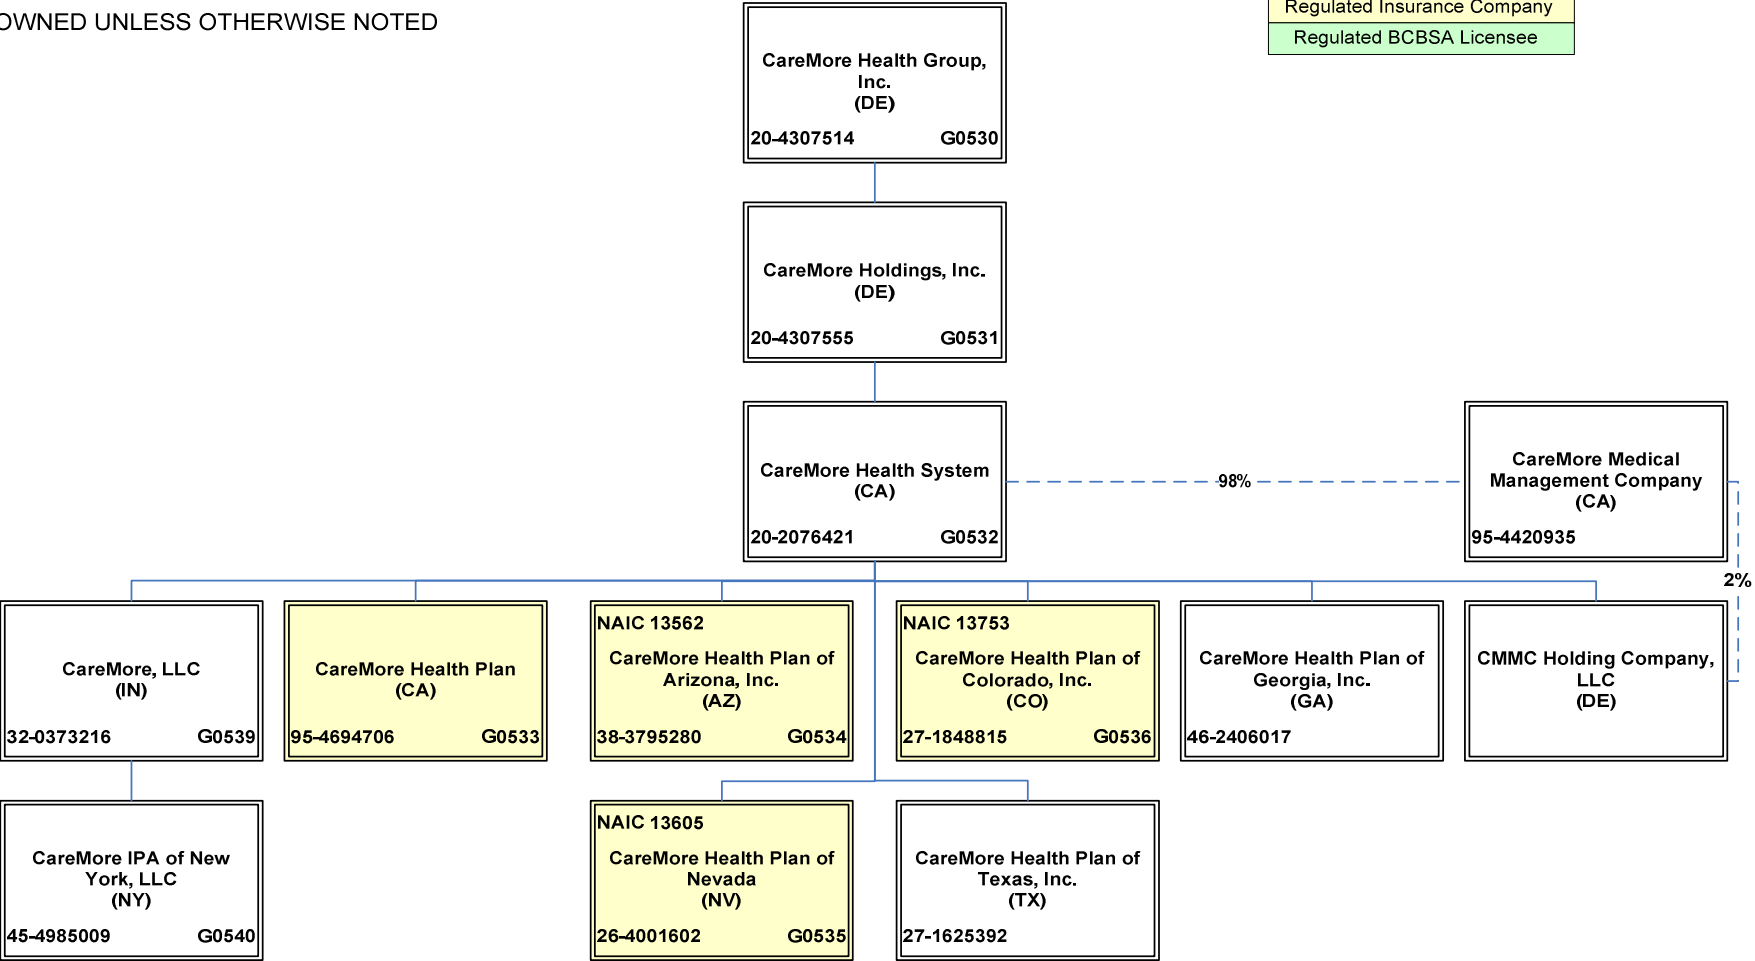 OWNED UNLESS OTHERWISE NOTED
Regulated Insurance Company
Regulated BCBSA Licensee
CareMore Health Group,
Inc.
(DE)
20-4307514 G0530
CareMore Holdings, Inc.
(DE)
20-4307555 G0531
CareMore Health System
(CA)
20-2076421 G0532
98%
CareMore Medical
Management Company
(CA)
95-4420935
2%
CareMore, LLC
(IN)
32-0373216 G0539
CareMore Health Plan
(CA)
95-4694706 G0533
NAIC 13562
CareMore Health Plan of
Arizona, Inc.
(AZ)
38-3795280 G0534
NAIC 13753
CareMore Health Plan of
Colorado, Inc.
(CO)
27-1848815 G0536
CareMore Health Plan of
Georgia, Inc.
(GA)
46-2406017
CMMC Holding Company,
LLC
(DE)
CareMore IPA of New
York, LLC
(NY)
45-4985009 G0540
NAIC 13605
CareMore Health Plan of
Nevada
(NV)
26-4001602 G0535
CareMore Health Plan of
Texas, Inc.
(TX)
27-1625392